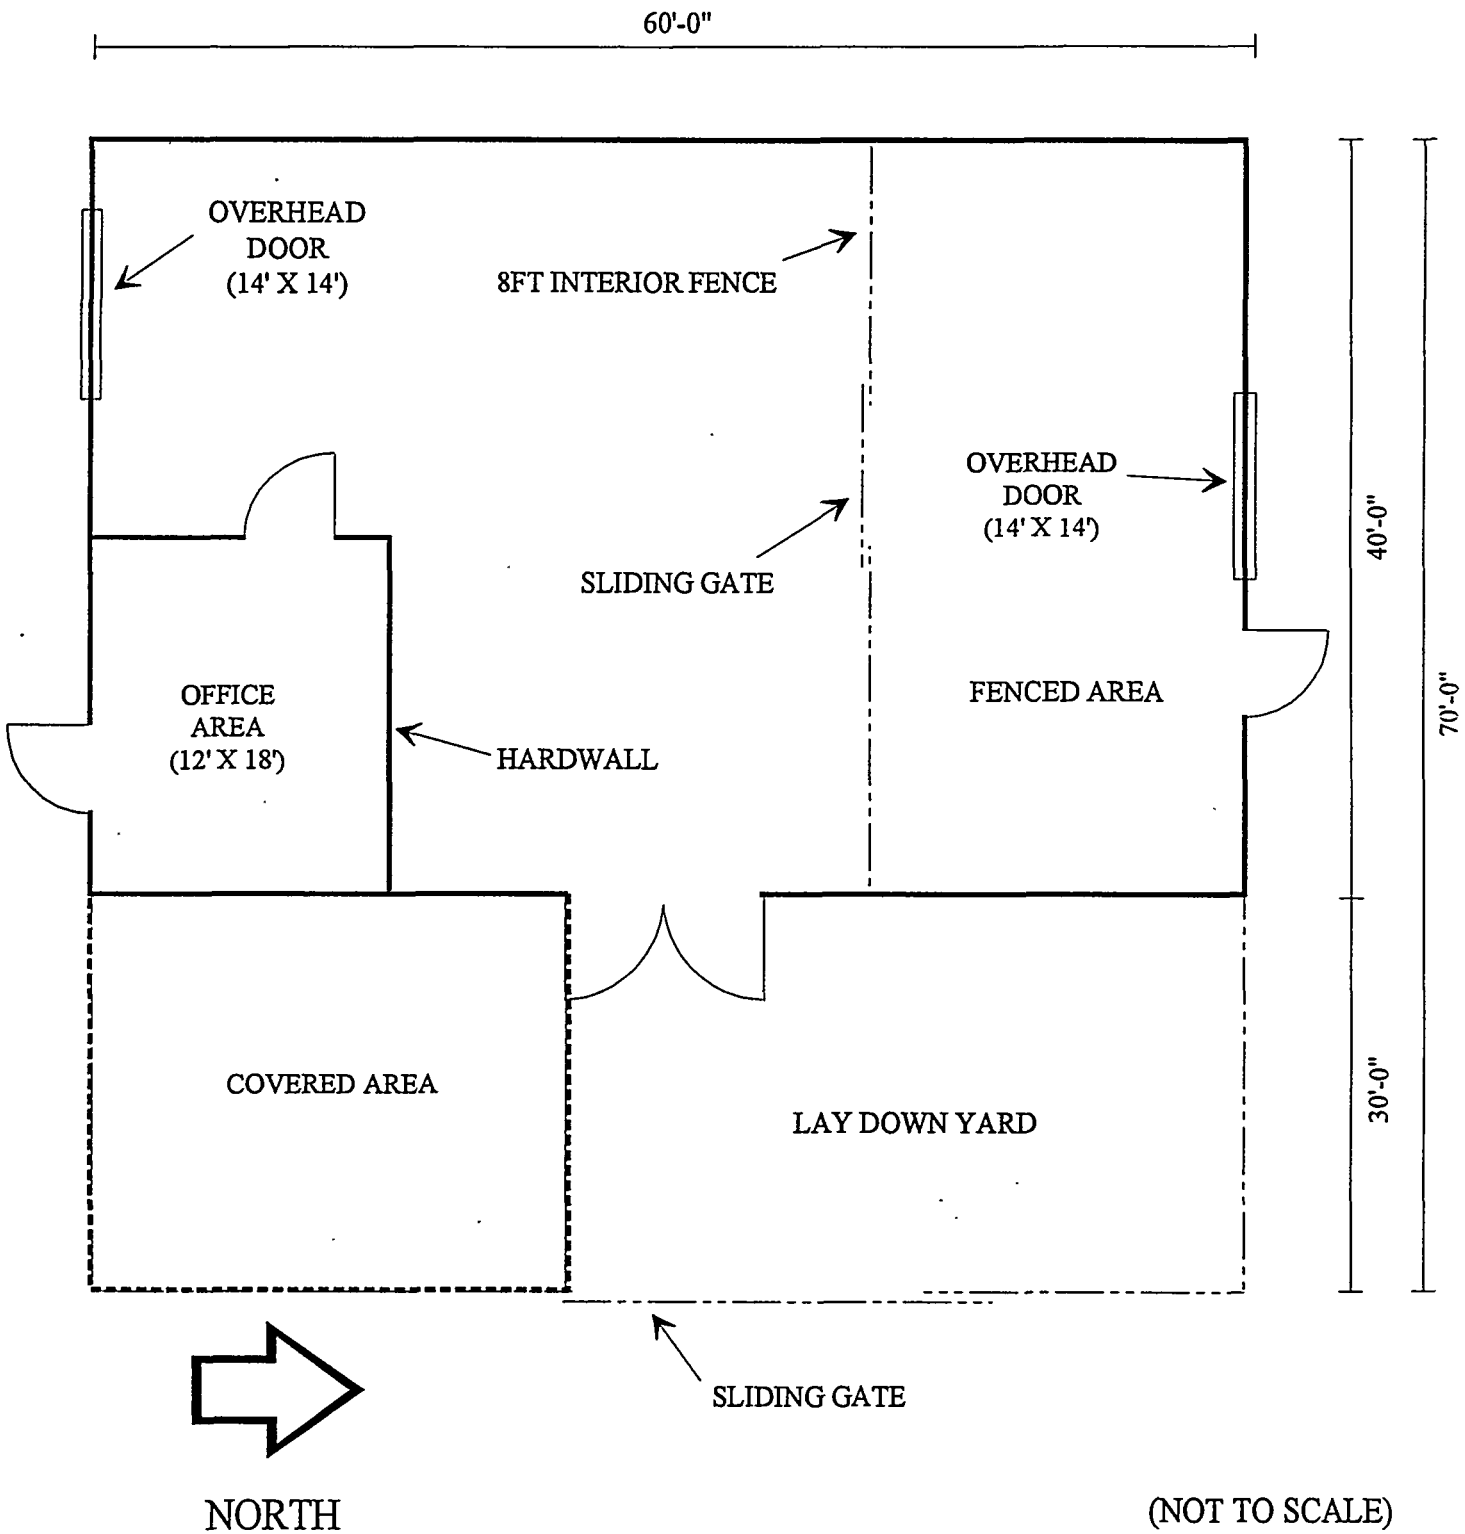 60'-0"
OVERHEAD
DOOR
(14' X 14')
8FT INTERIOR FENCE
OVERHEAD
DOOR
(14' X 14')
40'-0"
SLIDING GATE
OFFICE
AREA
(12' X 18')
FENCED AREA
70'-0"
HARDWALL
COVERED AREA
30'-0"
LAY DOWN YARD
SLIDING GATE
NORTH
(NOT TO SCALE)